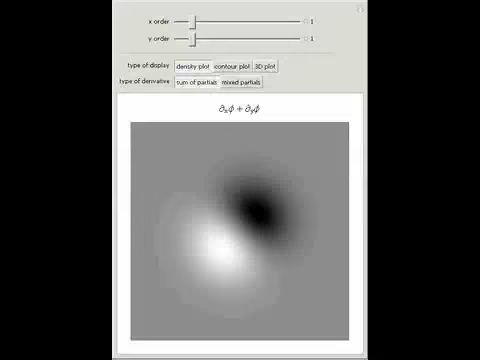 x order 1
y order 1
type of display density plot contour plot 3D plot
type of derivative sum of partials mixed partials
∂ₓϕ + ∂ᵧϕ